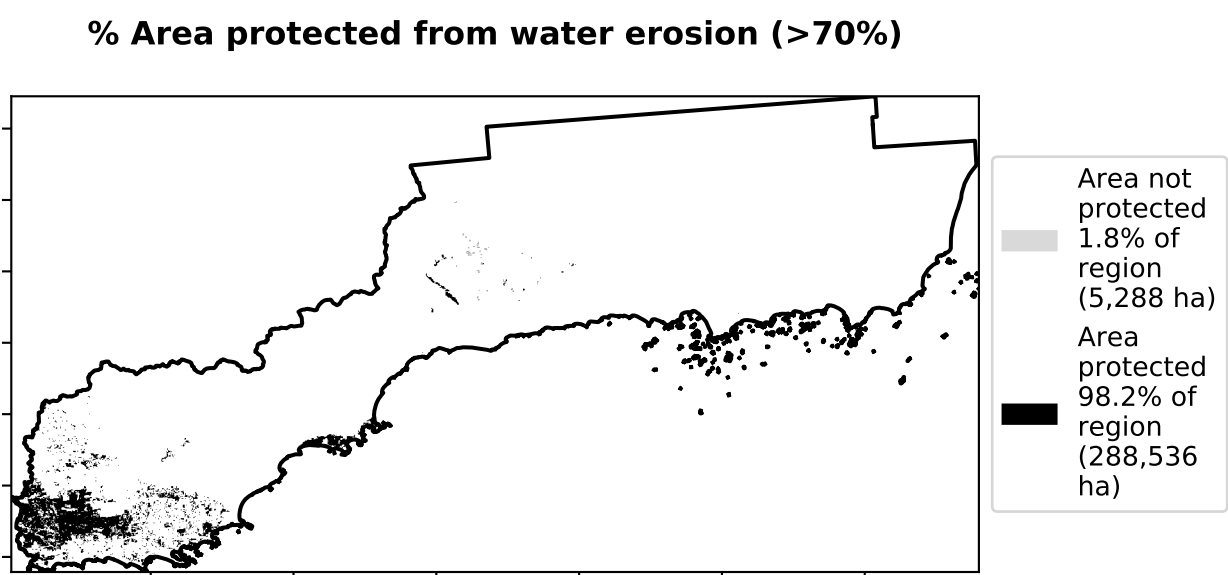 % Area protected from water erosion (>70%)
Area not
protected
1.8% of
region
(5,288 ha)
Area
protected
98.2% of
region
(288,536
ha)